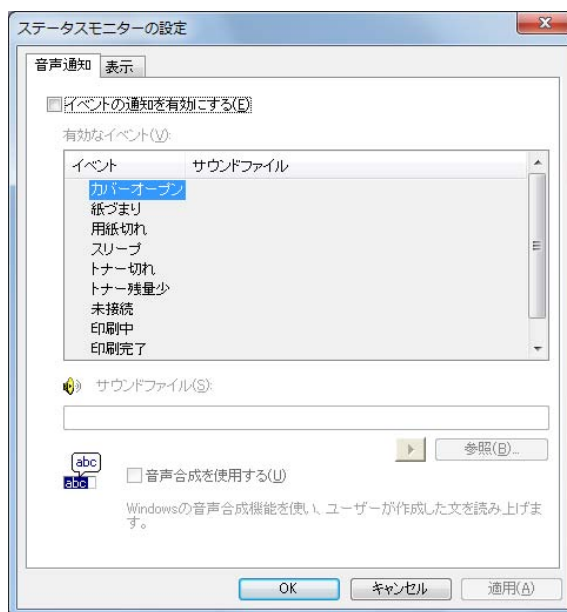 ステータスモニターの設定
音声通知 表示
イベントの通知を有効にする(E)
有効なイベント(V):
イベント サウンドファイル
カバーオープン
紙づまり
用紙切れ
スリープ
トナー切れ
トナー残量少
未接続
印刷中
印刷完了
サウンドファイル(S):
参照(B)...
abc
abc
音声合成を使用する(U)
Windowsの音声合成機能を使い、ユーザーが作成した文を読み上げま
す。
OK キャンセル 適用(A)